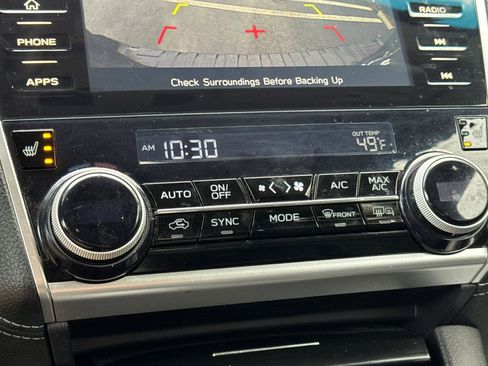 RADIO
PHONE
APPS
Check Surroundings Before Backing Up
AM 10:30
OUT TEMP
49°F
AUTO
ON/
OFF
A/C
MAX
A/C
SYNC
MODE
FRONT